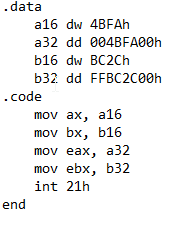 .data
a16 dw 4BFAh
a32 dd 004BFA00h
b16 dw BC2Ch
b32 dd FFBC2C00h
.code
mov ax, a16
mov bx, b16
mov eax, a32
mov ebx, b32
int 21h
end